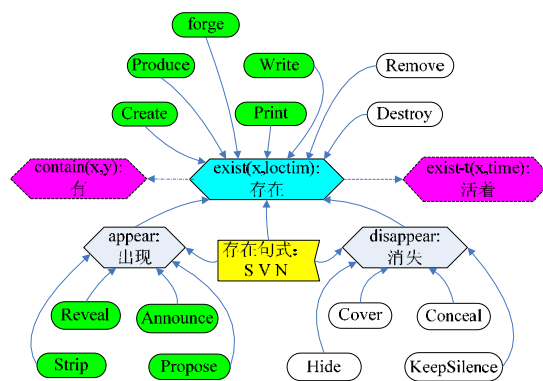 forge
Produce
Write
Remove
Create
Print
Destroy
contain(x,y):
有
exist(x,loctim):
存在
exist-t(x,time):
活着
appear:
出现
存在句式：
S V N
disappear:
消失
Reveal
Announce
Cover
Conceal
Strip
Propose
Hide
KeepSilence